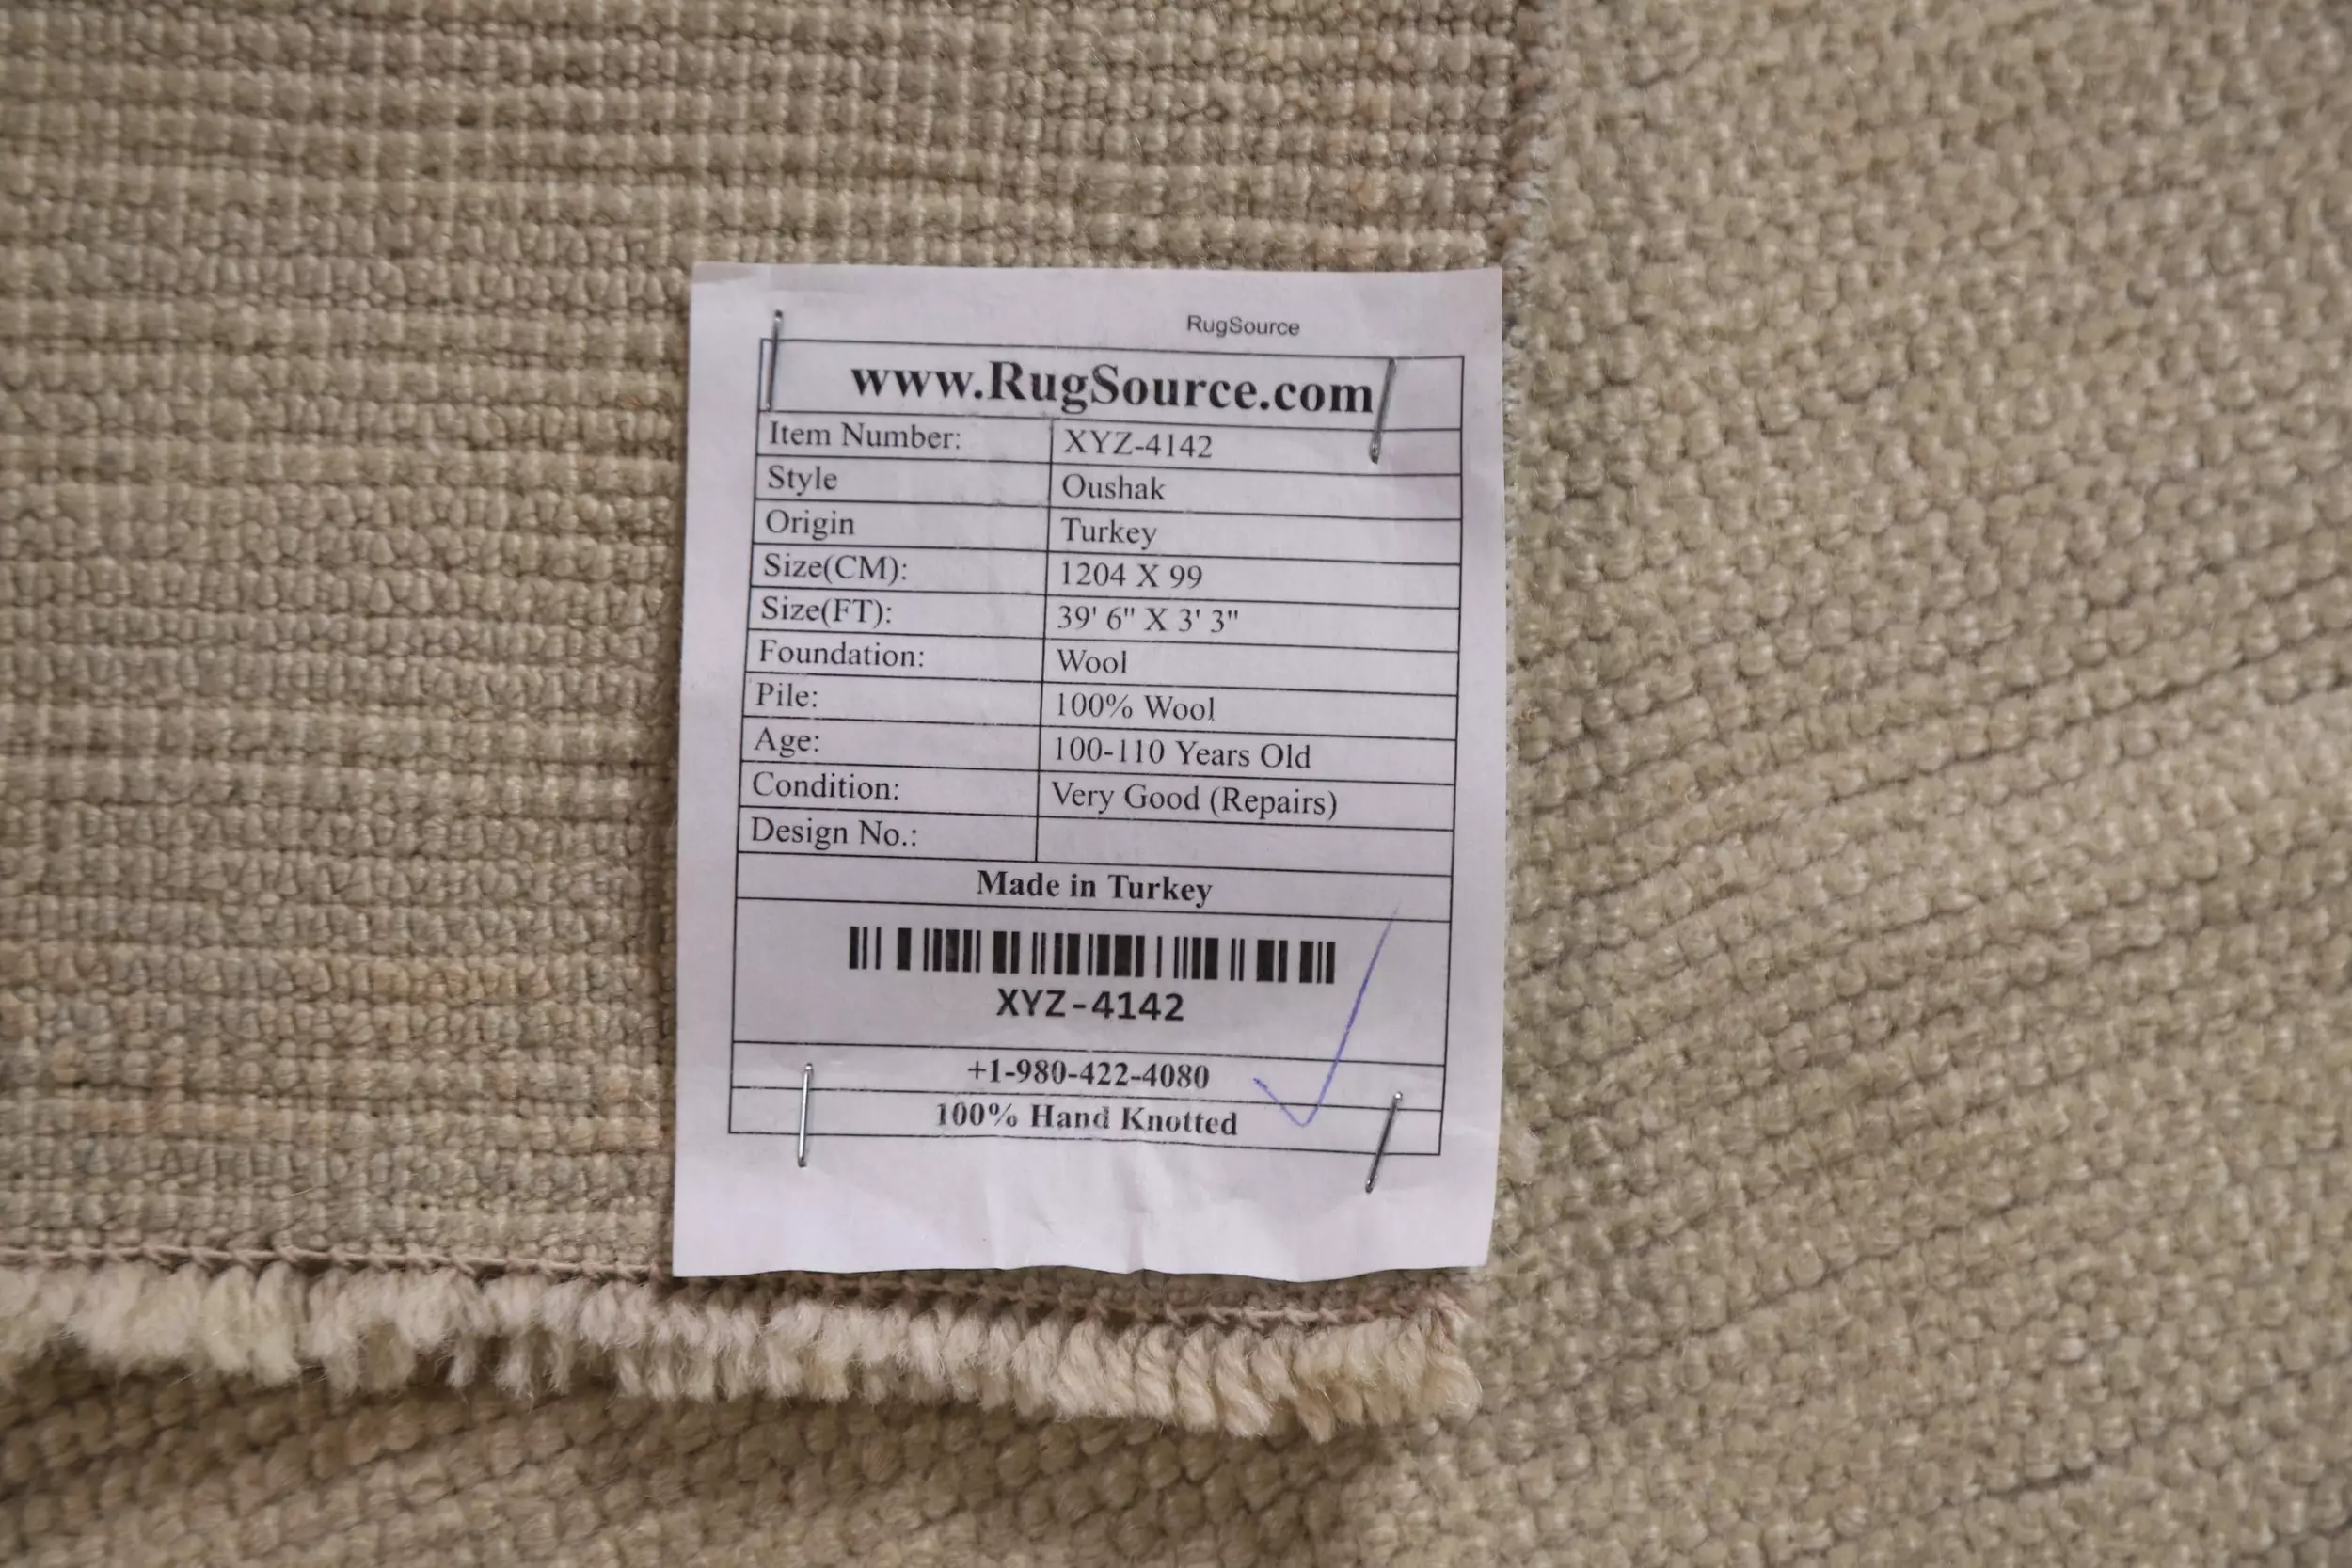 RugSource
www.RugSource.com
Item Number: XYZ-4142
Style Oushak
Origin Turkey
Size(CM): 1204 X 99
Size(FT): 39' 6" X 3' 3"
Foundation: Wool
Pile: 100% Wool
Age: 100-110 Years Old
Condition: Very Good (Repairs)
Design No.:
Made in Turkey
XYZ-4142
+1-980-422-4080
100% Hand Knotted